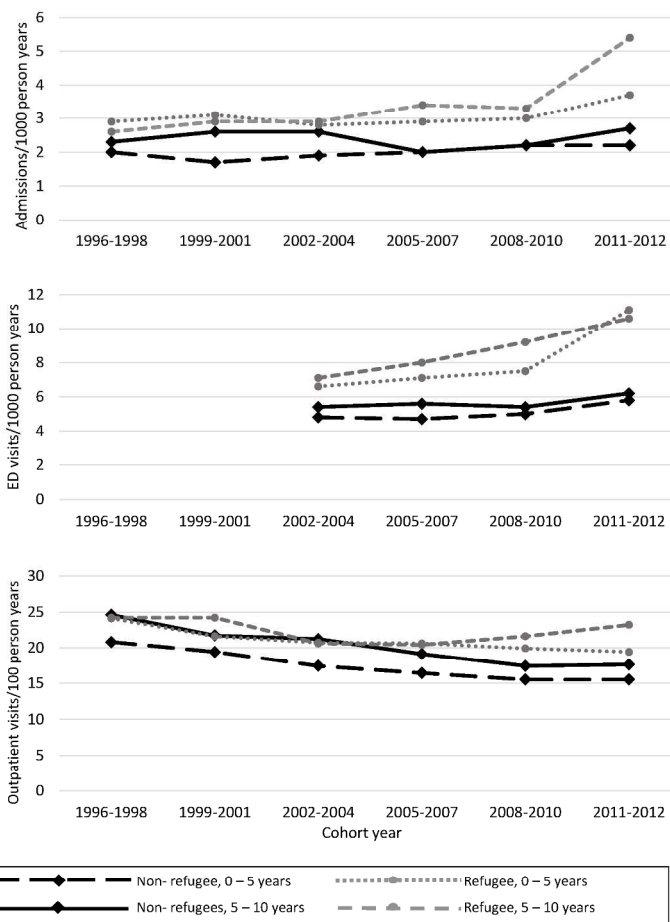 6
5
4
3
2
1
0
Admissions/1000 person years
1996-1998 1999-2001 2002-2004 2005-2007 2008-2010 2011-2012
12
10
8
6
4
2
0
ED visits/1000 person years
1996-1998 1999-2001 2002-2004 2005-2007 2008-2010 2011-2012
30
25
20
15
10
5
0
Outpatient visits/100 person years
1996-1998 1999-2001 2002-2004 2005-2007 2008-2010 2011-2012
Cohort year
Non- refugee, 0 – 5 years Refugee, 0 – 5 years
Non- refugees, 5 – 10 years Refugee, 5 – 10 years